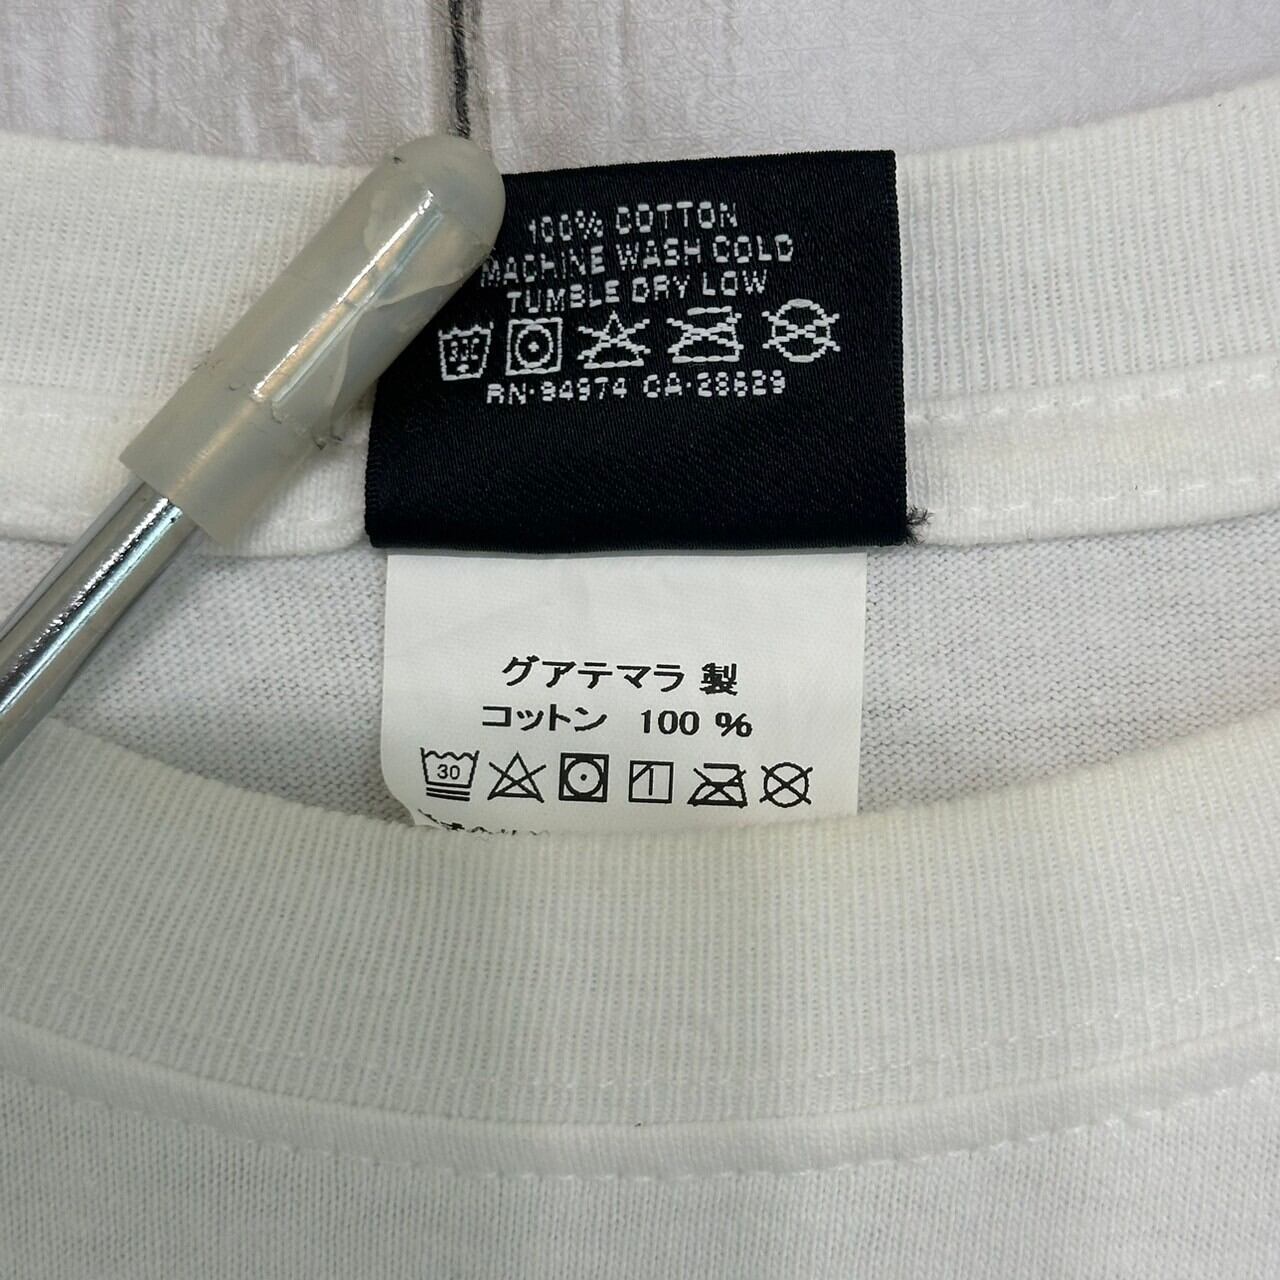 100% COTTON
MACHINE WASH COLD
TUMBLE DRY LOW
30C
RN·94974 CA·28629
グアテマラ 製
コットン 100 %
30